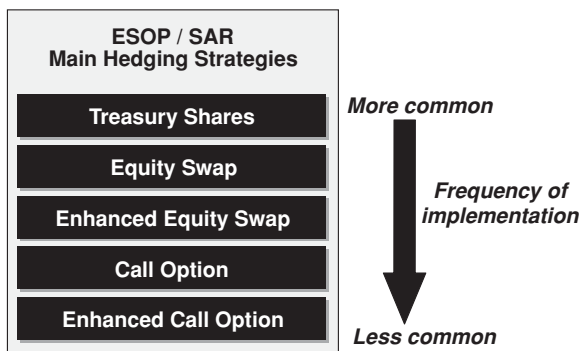 ESOP / SAR
Main Hedging Strategies
Treasury Shares
Equity Swap
Enhanced Equity Swap
Call Option
Enhanced Call Option
More common
Frequency of
implementation
Less common